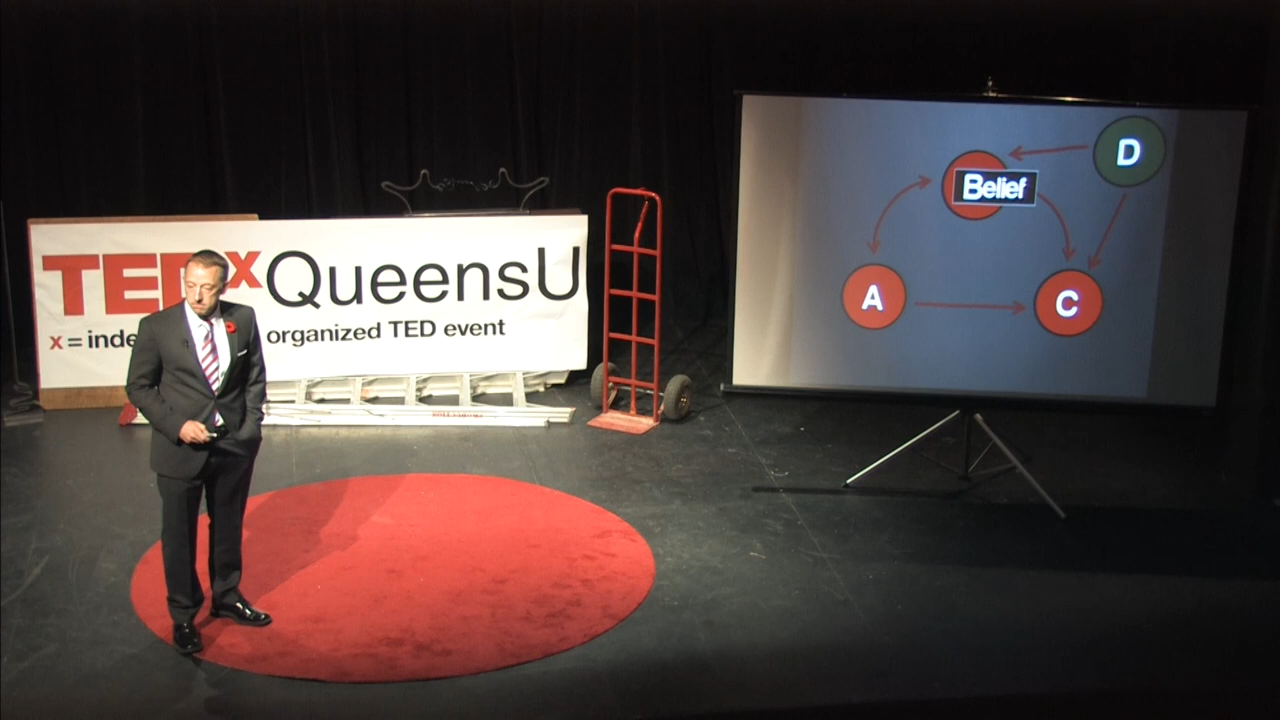 TEDxQueensU
x = inde organized TED event
D
Belief
A
C